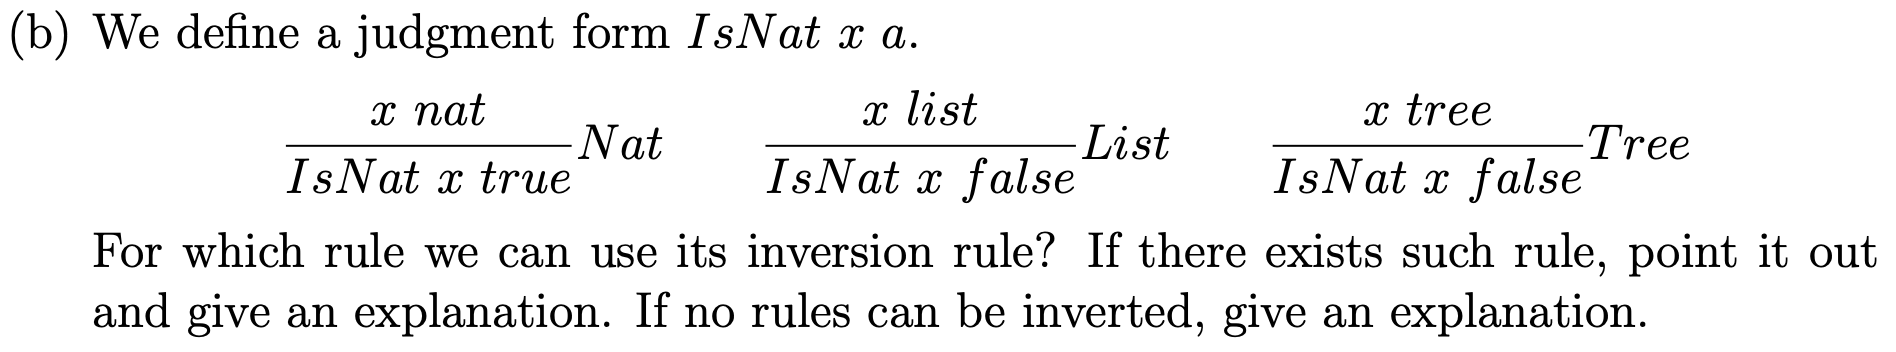 (b) We define a judgment form IsNat x a.
x nat x list x tree
Nat List Tree
IsNat x true IsNat x false IsNat x false
For which rule we can use its inversion rule? If there exists such rule, point it out
and give an explanation. If no rules can be inverted, give an explanation.